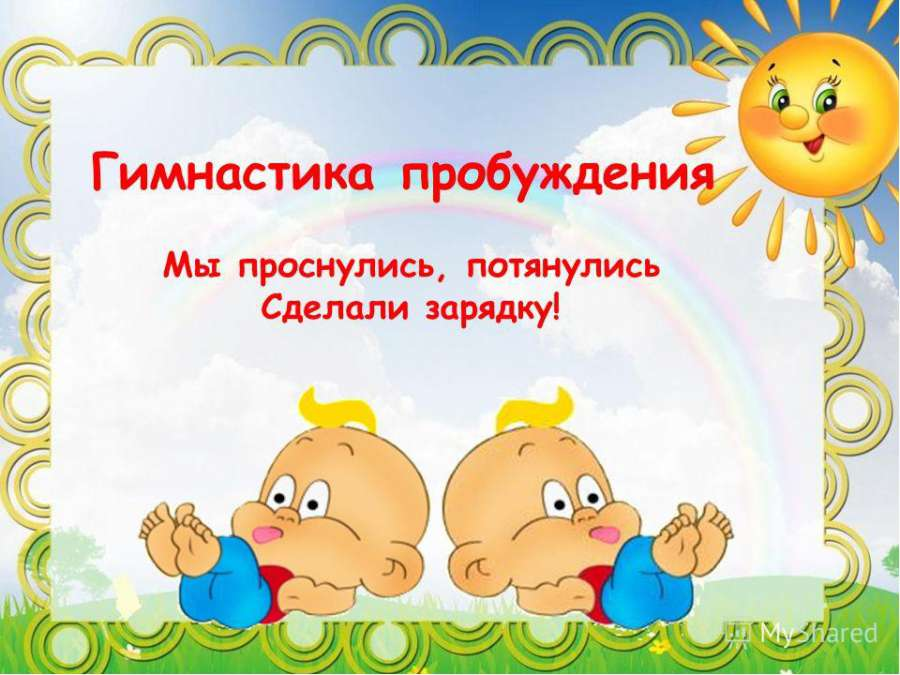 Гимнастика пробуждения
Мы проснулись, потянулись
Сделали зарядку!
MyShared